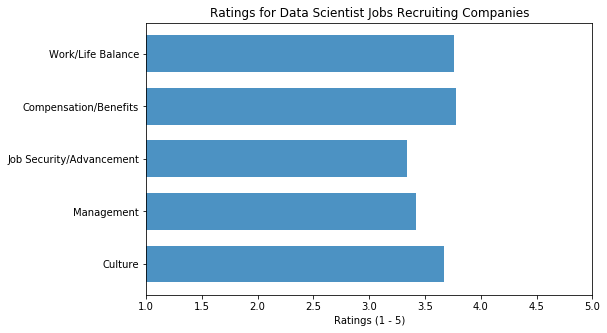 Ratings for Data Scientist Jobs Recruiting Companies
Work/Life Balance
Compensation/Benefits
Job Security/Advancement
Management
Culture
1.0 1.5 2.0 2.5 3.0 3.5 4.0 4.5 5.0
Ratings (1 - 5)